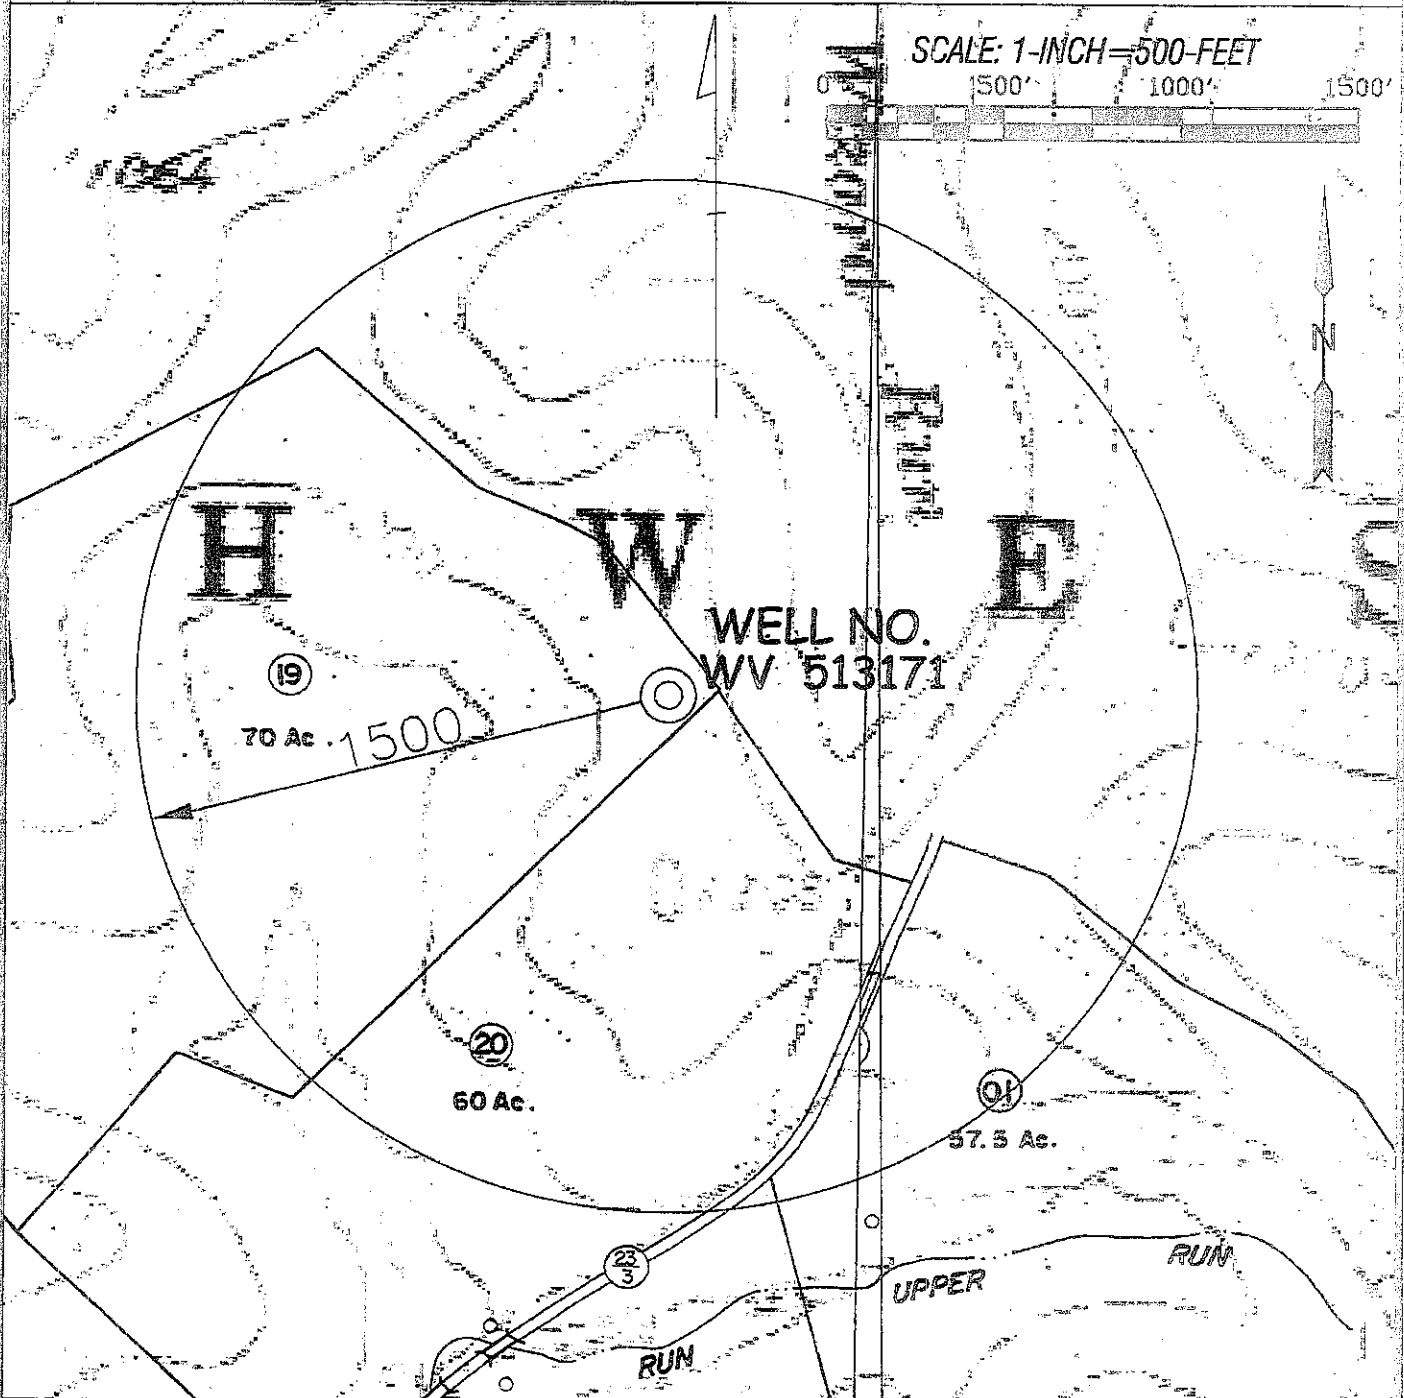 SCALE: 1-INCH=500-FEET
0 500' 1000' 1500'
N
H W E S
WELL NO.
WV 513171
19
70 Ac.
1500
20
60 Ac.
01
57.5 Ac.
23
3
UPPER RUN
RUN